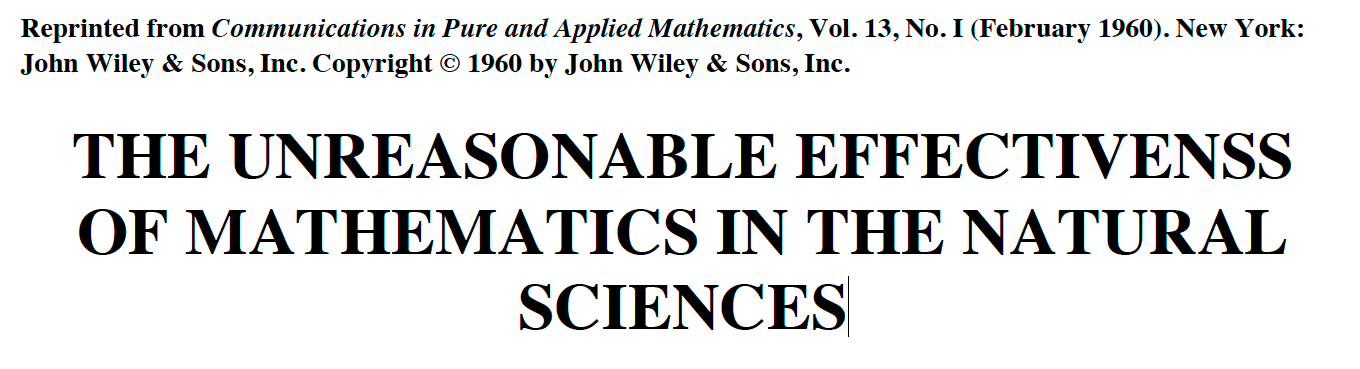 Reprinted from Communications in Pure and Applied Mathematics, Vol. 13, No. I (February 1960). New York:
John Wiley & Sons, Inc. Copyright © 1960 by John Wiley & Sons, Inc.
THE UNREASONABLE EFFECTIVENSS
OF MATHEMATICS IN THE NATURAL
SCIENCES